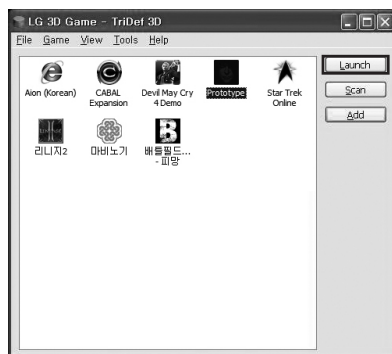 LG 3D Game - TriDef 3D
File Game View Tools Help
Launch
Scan
Add
Aion (Korean)
CABAL
Expansion
Devil May Cry
4 Demo
Prototype
Star Trek
Online
리니지2
마비노기
배틀필드...
- 피망